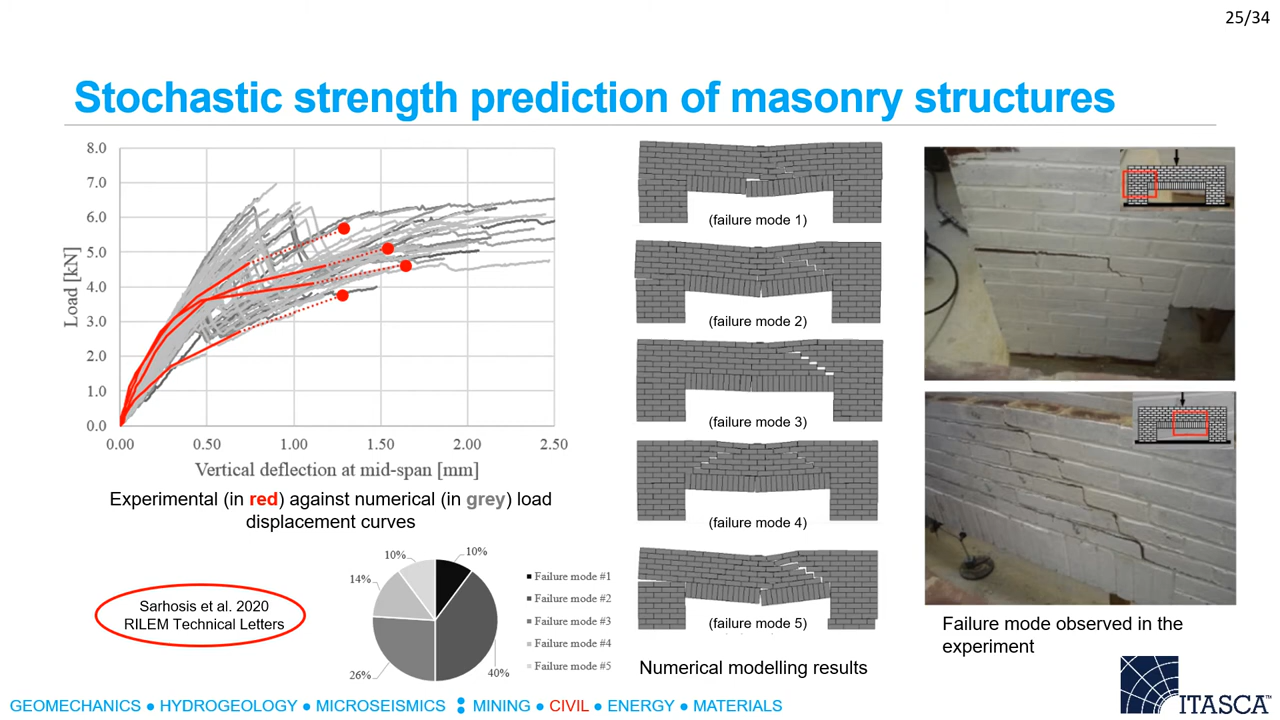 25/34
Stochastic strength prediction of masonry structures
8.0
7.0
6.0
5.0
4.0
3.0
2.0
1.0
0.0
Load [kN]
0.00 0.50 1.00 1.50 2.00 2.50
Vertical deflection at mid-span [mm]
Experimental (in red) against numerical (in grey) load
displacement curves
Sarhosis et al. 2020
RILEM Technical Letters
10%
10%
14%
26%
40%
Failure mode #1
Failure mode #2
Failure mode #3
Failure mode #4
Failure mode #5
(failure mode 1)
(failure mode 2)
(failure mode 3)
(failure mode 4)
(failure mode 5)
Numerical modelling results
Failure mode observed in the
experiment
GEOMECHANICS ● HYDROGEOLOGY ● MICROSEISMICS : MINING ● CIVIL ● ENERGY ● MATERIALS
ITASCA™